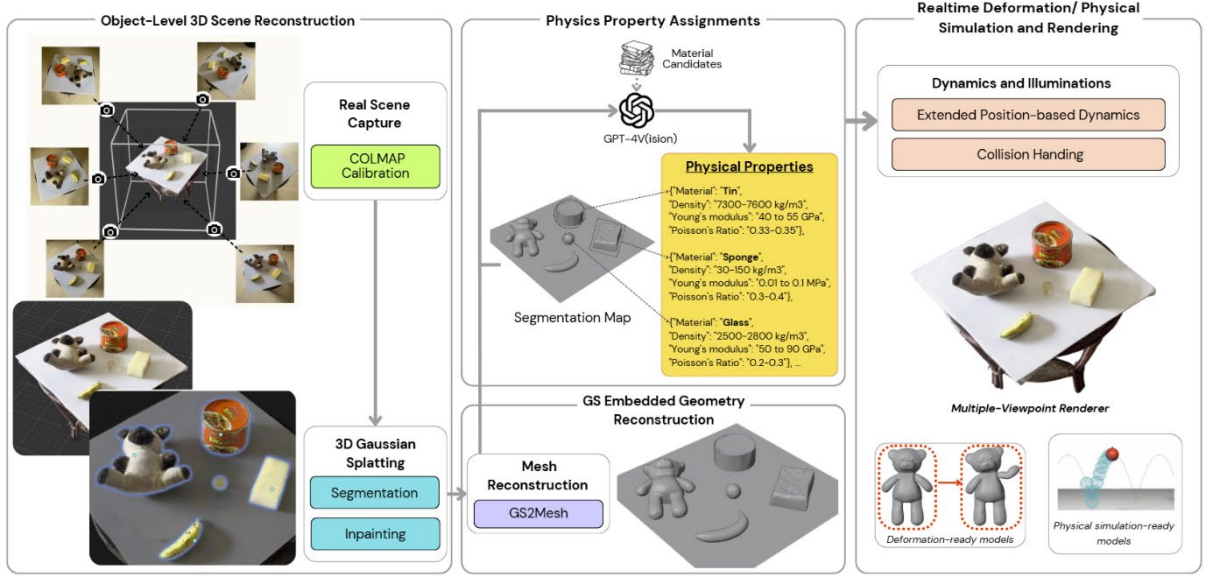 Object-Level 3D Scene Reconstruction
Real Scene
Capture
COLMAP
Calibration
3D Gaussian
Splatting
Segmentation
Inpainting
Physics Property Assignments
Material
Candidates
GPT-4V(ision)
Segmentation Map
Physical Properties
{"Material": "Tin",
"Density": "7300-7600 kg/m3",
"Young's modulus": "40 to 55 GPa",
"Poisson's Ratio": "0.33-0.35"},
{"Material": "Sponge",
"Density": "30-150 kg/m3",
"Young's modulus": "0.01 to 0.1 MPa",
"Poisson's Ratio": "0.3-0.4"},
{"Material": "Glass",
"Density": "2500-2800 kg/m3",
"Young's modulus": "50 to 90 GPa",
"Poisson's Ratio": "0.2-0.3"}, ...
GS Embedded Geometry
Reconstruction
Mesh
Reconstruction
GS2Mesh
Realtime Deformation/ Physical
Simulation and Rendering
Dynamics and Illuminations
Extended Position-based Dynamics
Collision Handing
Multiple-Viewpoint Renderer
Deformation-ready models
Physical simulation-ready
models